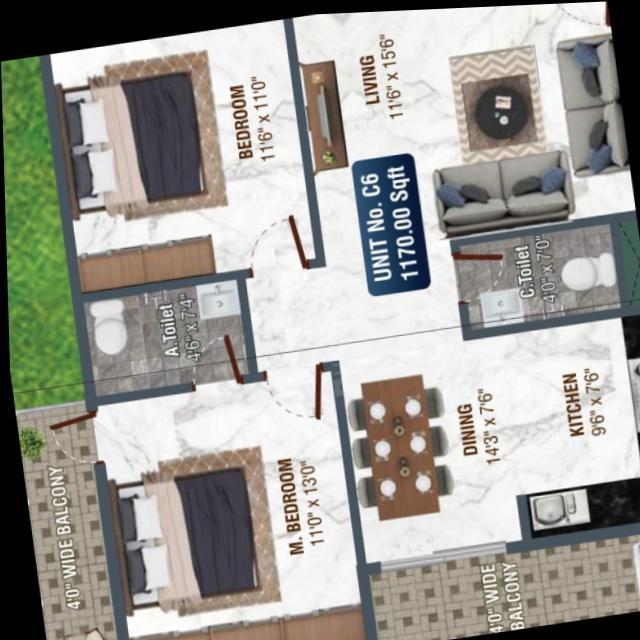 BEDROOM
11'6" X 11'0"
LIVING
11'6" X 15'6"
UNIT No. C6
1170.00 Sqft
C.Toilet
4'0" X 7'0"
A.Toilet
4'6" X 7'4"
DINING
14'3" X 7'6"
KITCHEN
9'6" X 7'6"
M. BEDROOM
11'0" X 13'0"
4'0" WIDE BALCONY
4'0" WIDE
BALCONY